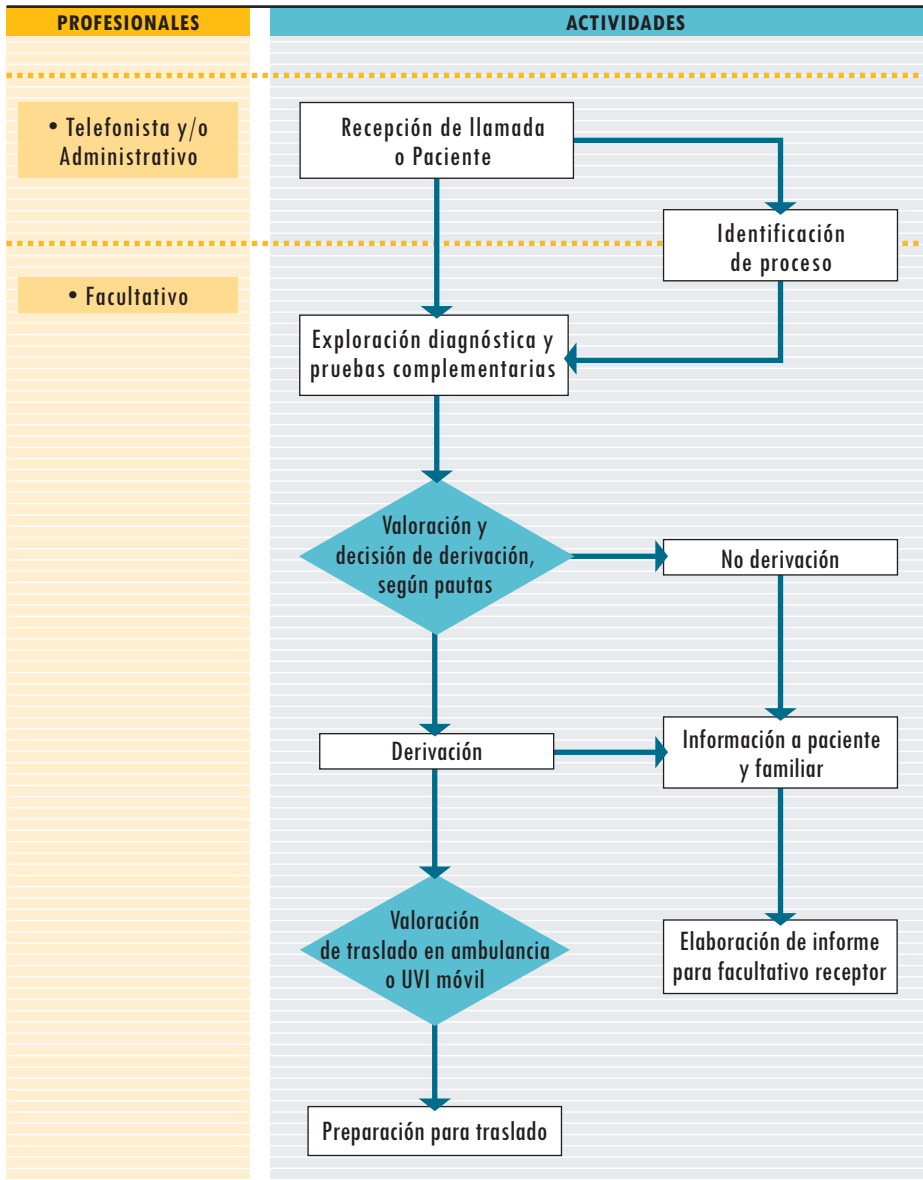 PROFESIONALES
ACTIVIDADES
• Telefonista y/o
Administrativo
Recepción de llamada
o Paciente
Identificación
de proceso
• Facultativo
Exploración diagnóstica y
pruebas complementarias
Valoración y
decisión de derivación,
según pautas
No derivación
Derivación
Información a paciente
y familiar
Valoración
de traslado en ambulancia
o UVI móvil
Elaboración de informe
para facultativo receptor
Preparación para traslado